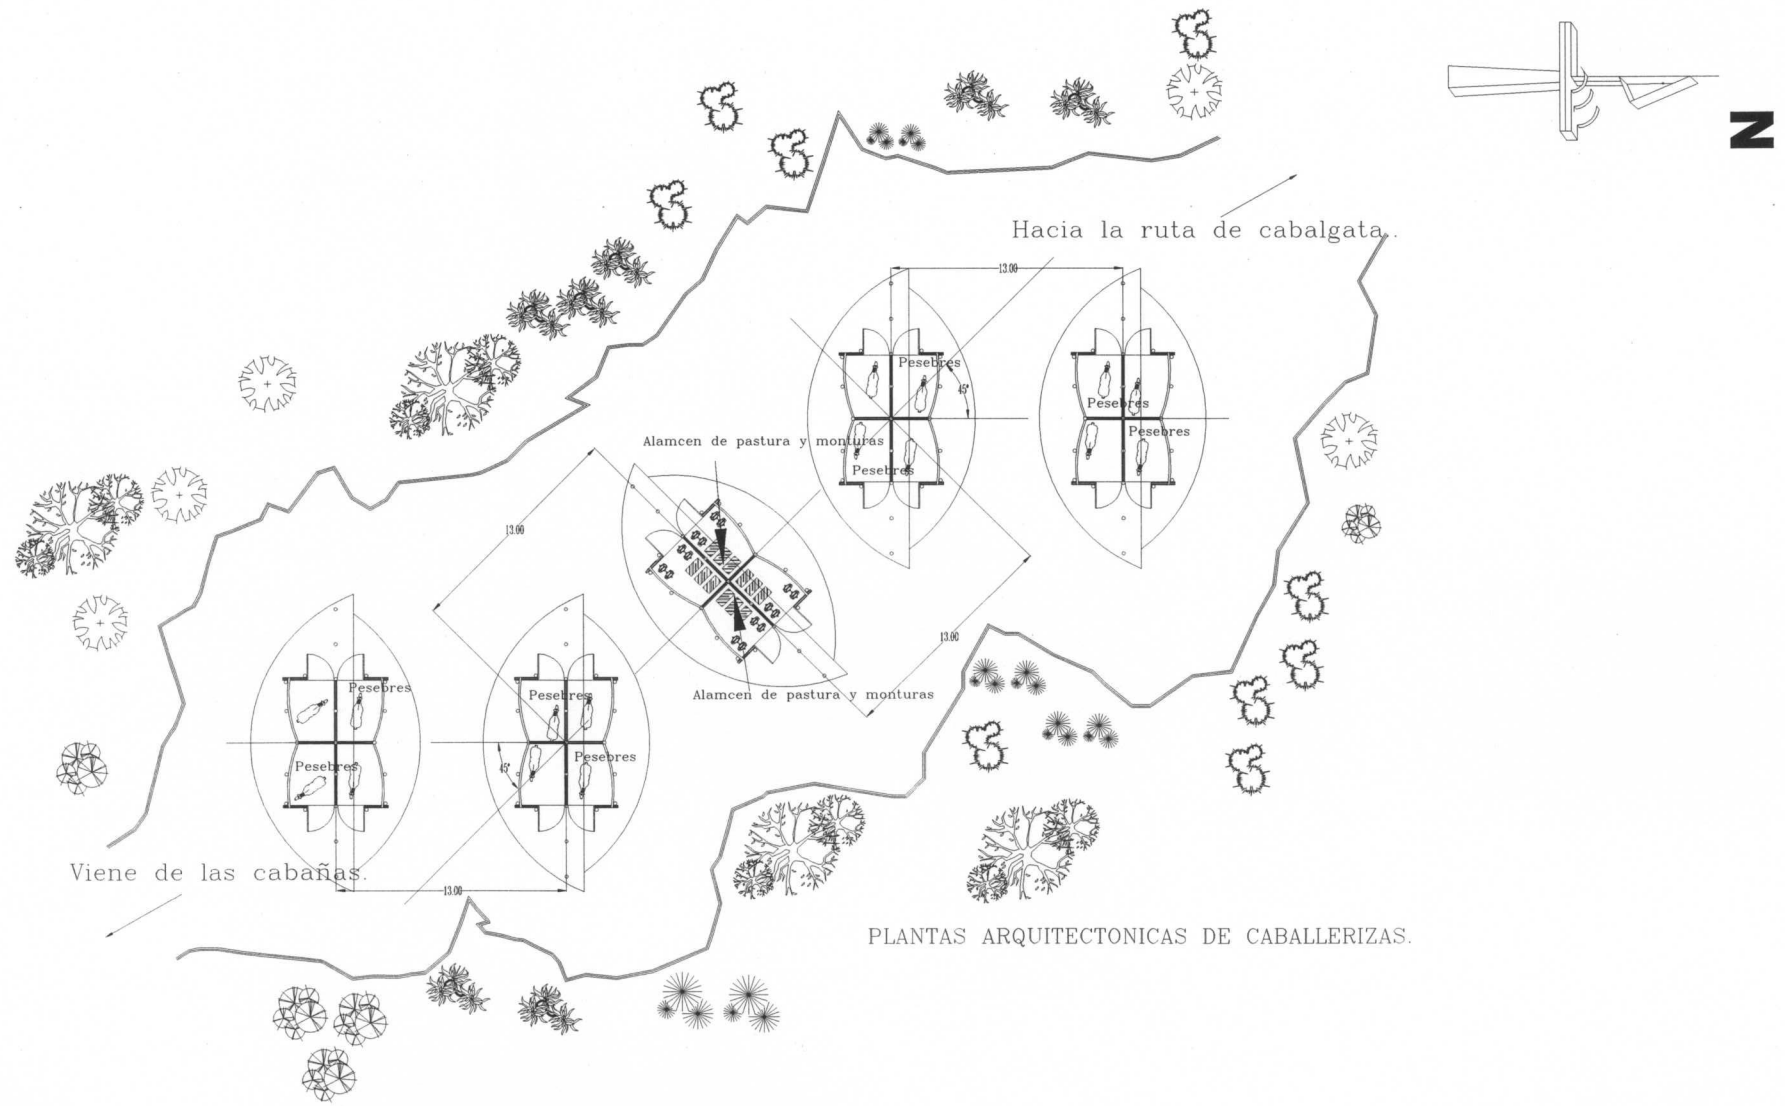 N
Hacia la ruta de cabalgata.
13.00
Pesebres
45°
Pesebres
Pesebres
Pesebres
Alamcen de pastura y monturas
13.00
13.00
Alamcen de pastura y monturas
Pesebres
Pesebres
Pesebres
Pesebres
45°
Viene de las cabañas.
13.00
PLANTAS ARQUITECTONICAS DE CABALLERIZAS.